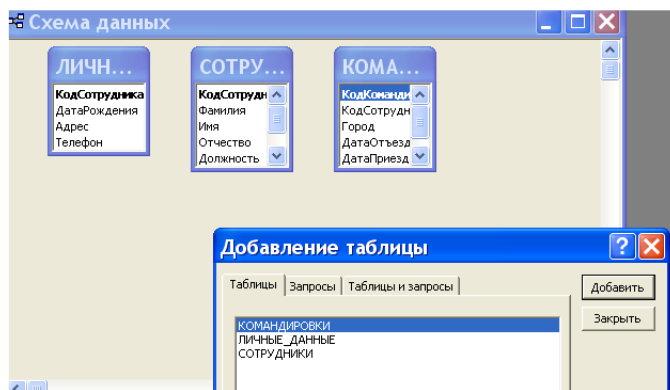 Схема данных
ЛИЧН...
КодСотрудника
ДатаРождения
Адрес
Телефон
СОТРУ...
КодСотрудн
Фамилия
Имя
Отчество
Должность
КОМА...
КодКоманди
КодСотрудн
Город
ДатаОтъезд
ДатаПриезд
Добавление таблицы
Таблицы Запросы Таблицы и запросы
Добавить
Закрыть
КОМАНДИРОВКИ
ЛИЧНЫЕ_ДАННЫЕ
СОТРУДНИКИ